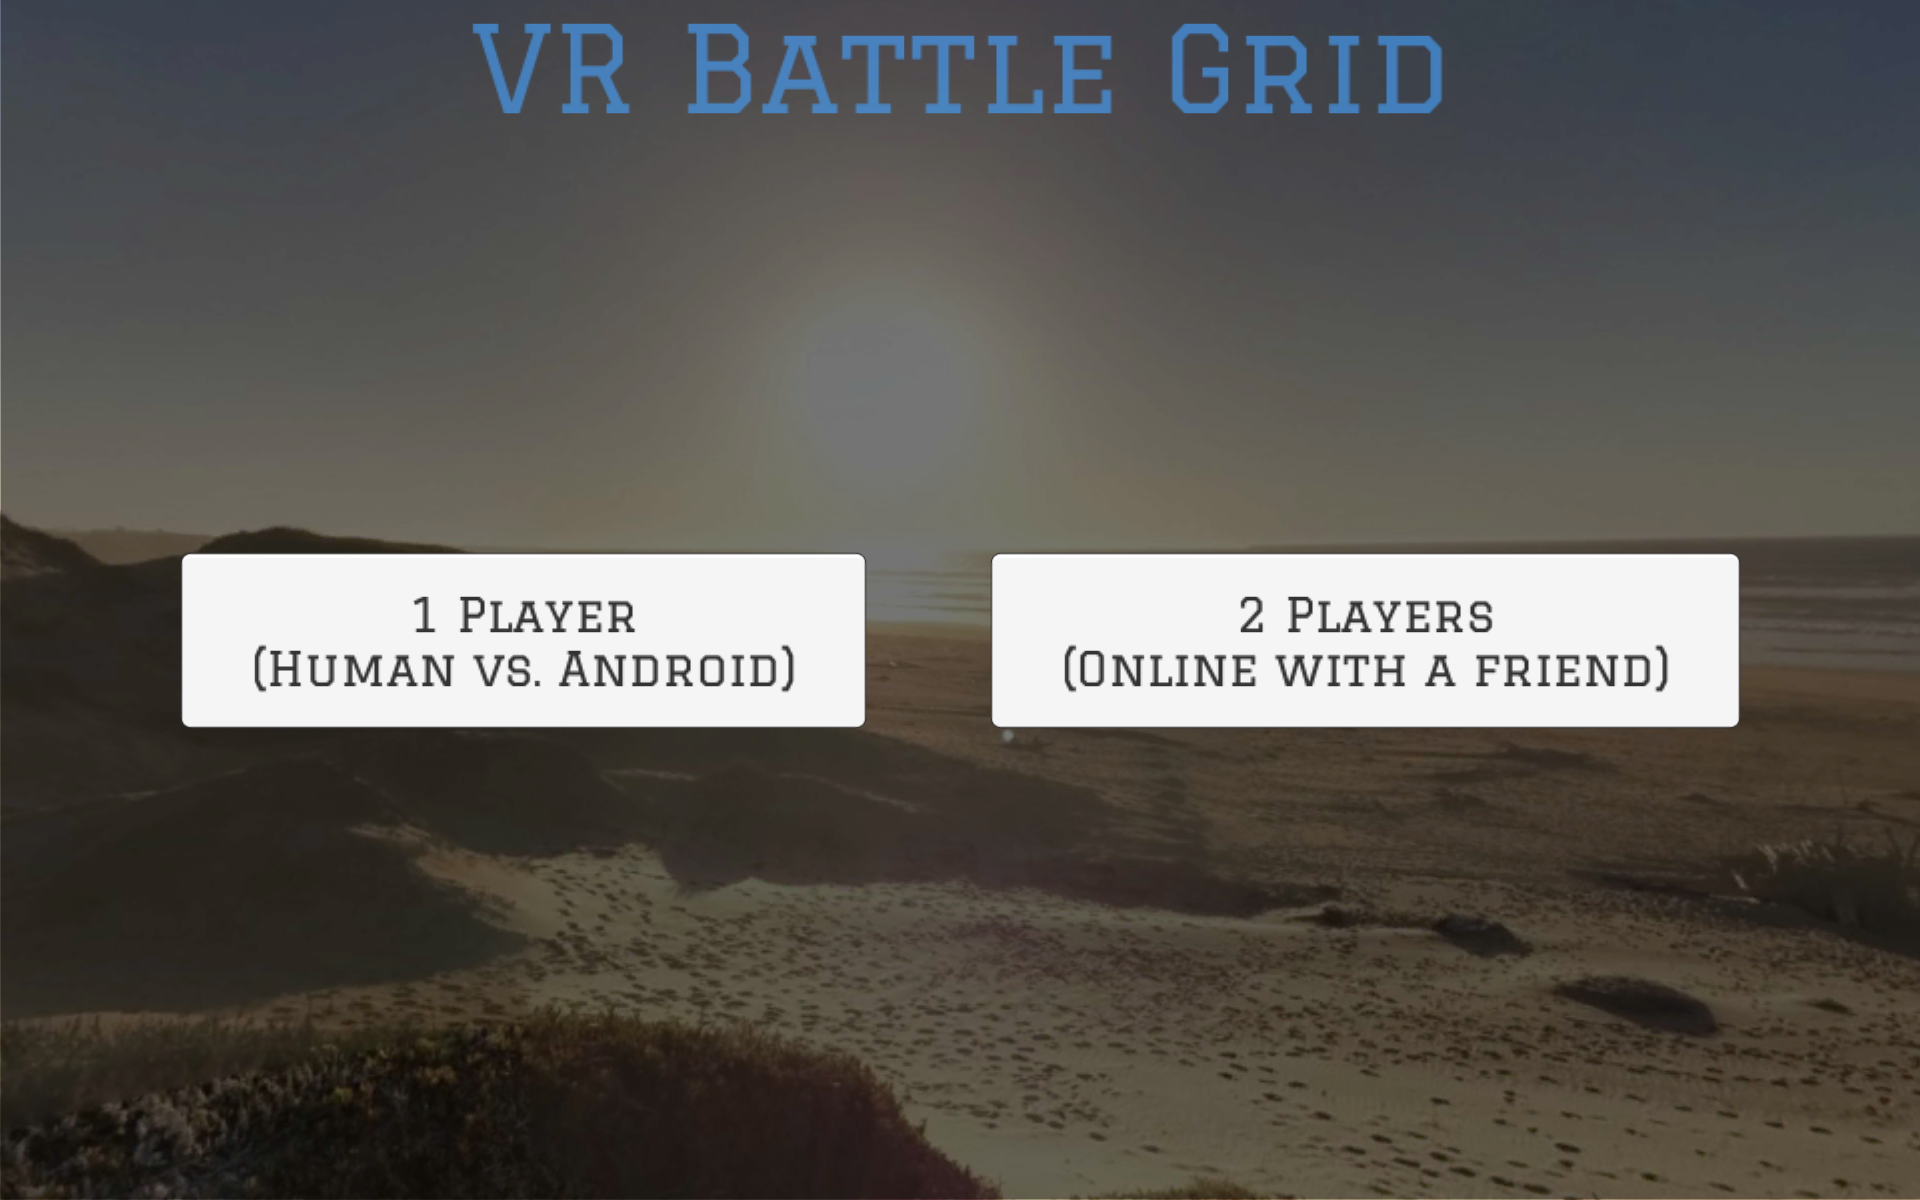 VR Battle Grid
1 Player
(Human vs. Android)
2 Players
(Online with a friend)